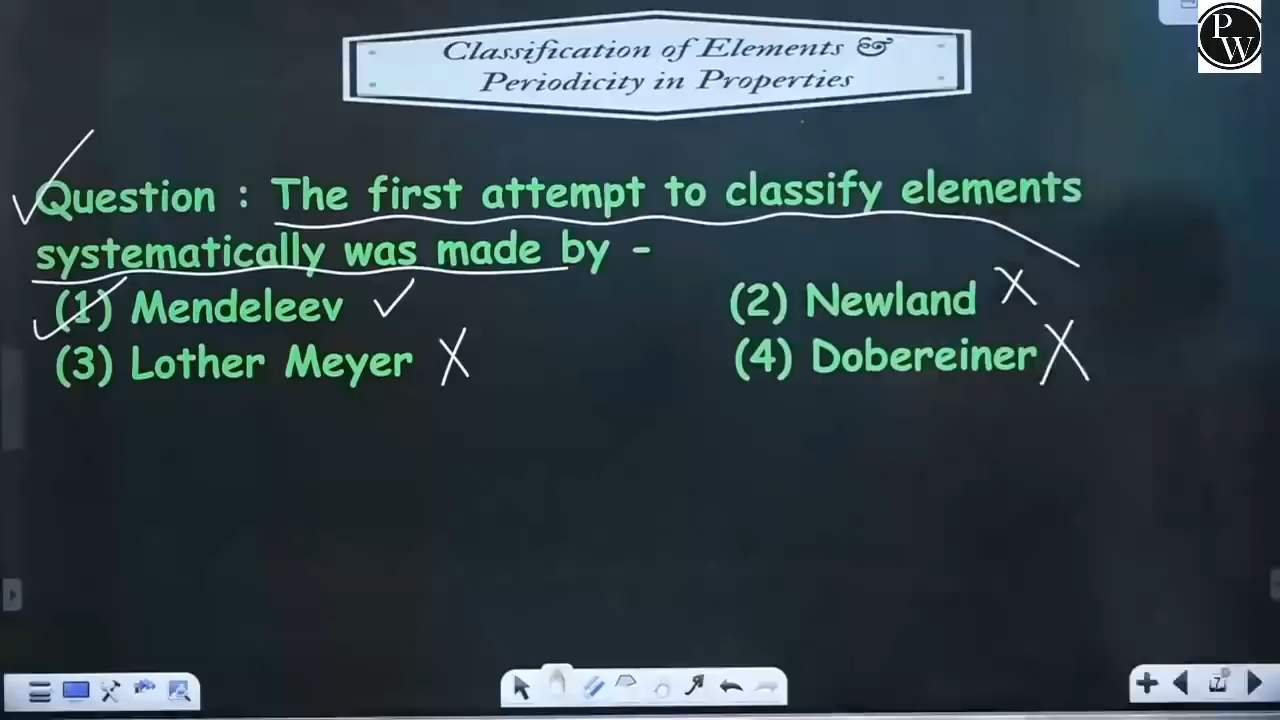 PW
Classification of Elements &
Periodicity in Properties
Question : The first attempt to classify elements
systematically was made by -
(1) Mendeleev (2) Newland
(3) Lother Meyer (4) Dobereiner
7